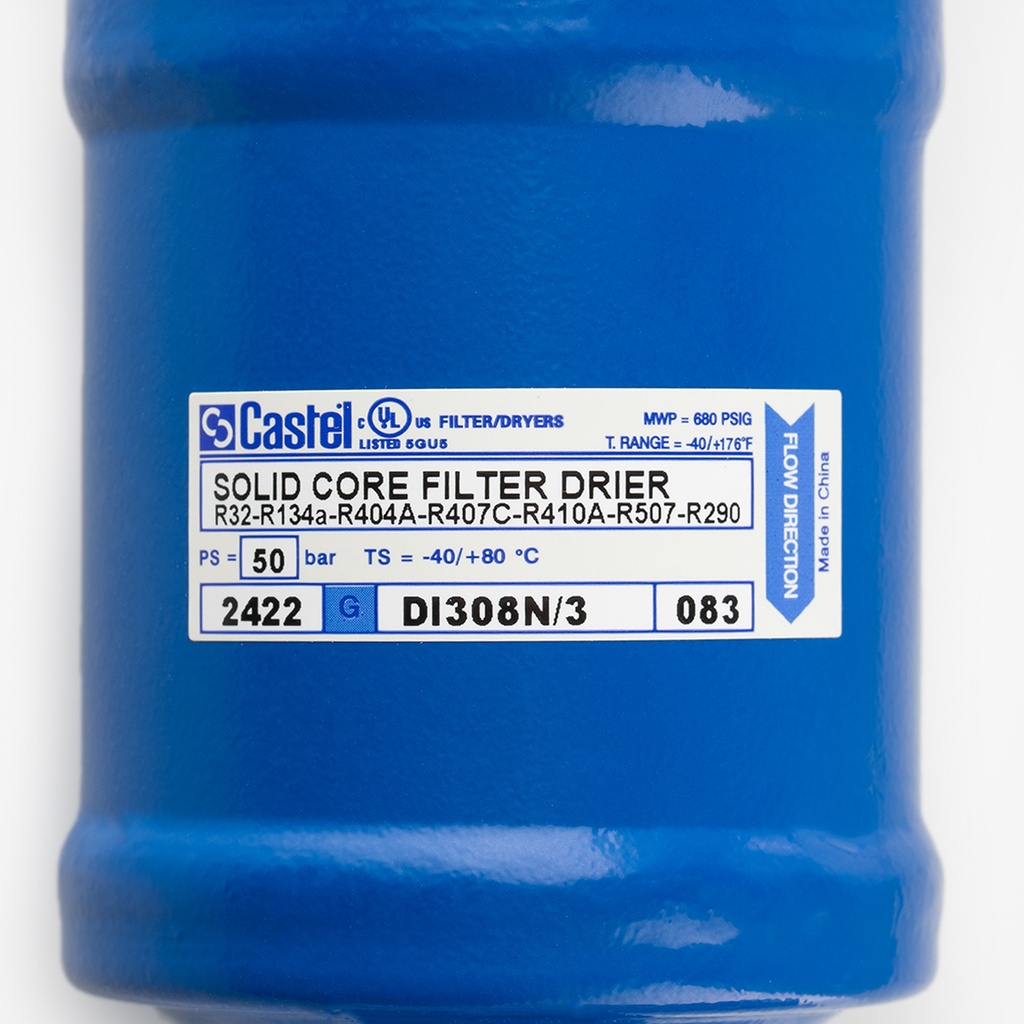 Castel C UL US FILTER/DRYERS MWP = 680 PSIG
LISTED 5GU5 T. RANGE = -40/+176°F
SOLID CORE FILTER DRIER
R32-R134a-R404A-R407C-R410A-R507-R290
PS = 50 bar TS = -40/+80 °C
2422 G DI308N/3 083
FLOW DIRECTION
Made in China